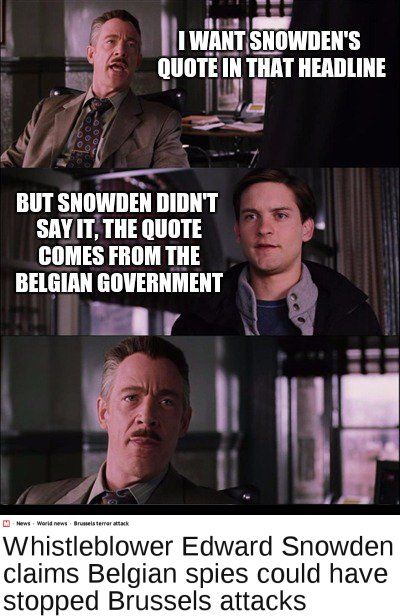 I WANT SNOWDEN'S
QUOTE IN THAT HEADLINE
BUT SNOWDEN DIDN'T
SAY IT, THE QUOTE
COMES FROM THE
BELGIAN GOVERNMENT
M · News · World news · Brussels terror attack
Whistleblower Edward Snowden
claims Belgian spies could have
stopped Brussels attacks